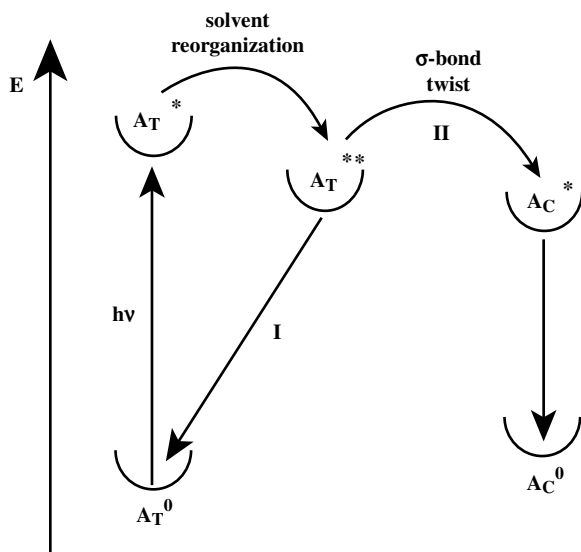 solvent
reorganization
σ-bond
twist
E
A_T *
A_T **
II
A_C *
hν
I
A_T^0
A_C^0